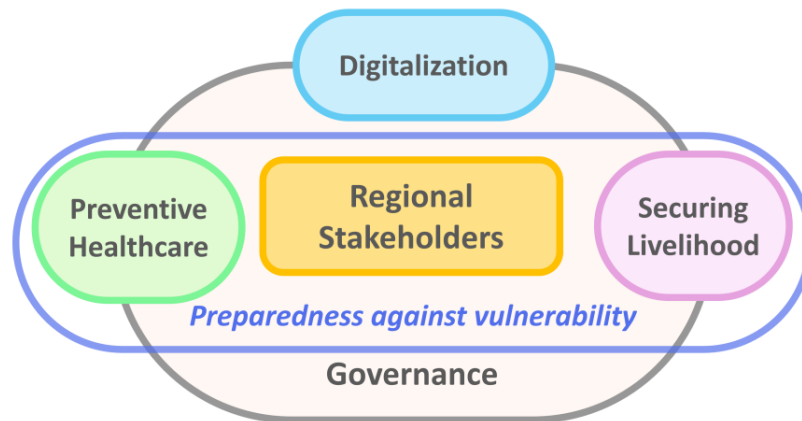 Digitalization
Preventive
Healthcare
Regional
Stakeholders
Securing
Livelihood
Preparedness against vulnerability
Governance